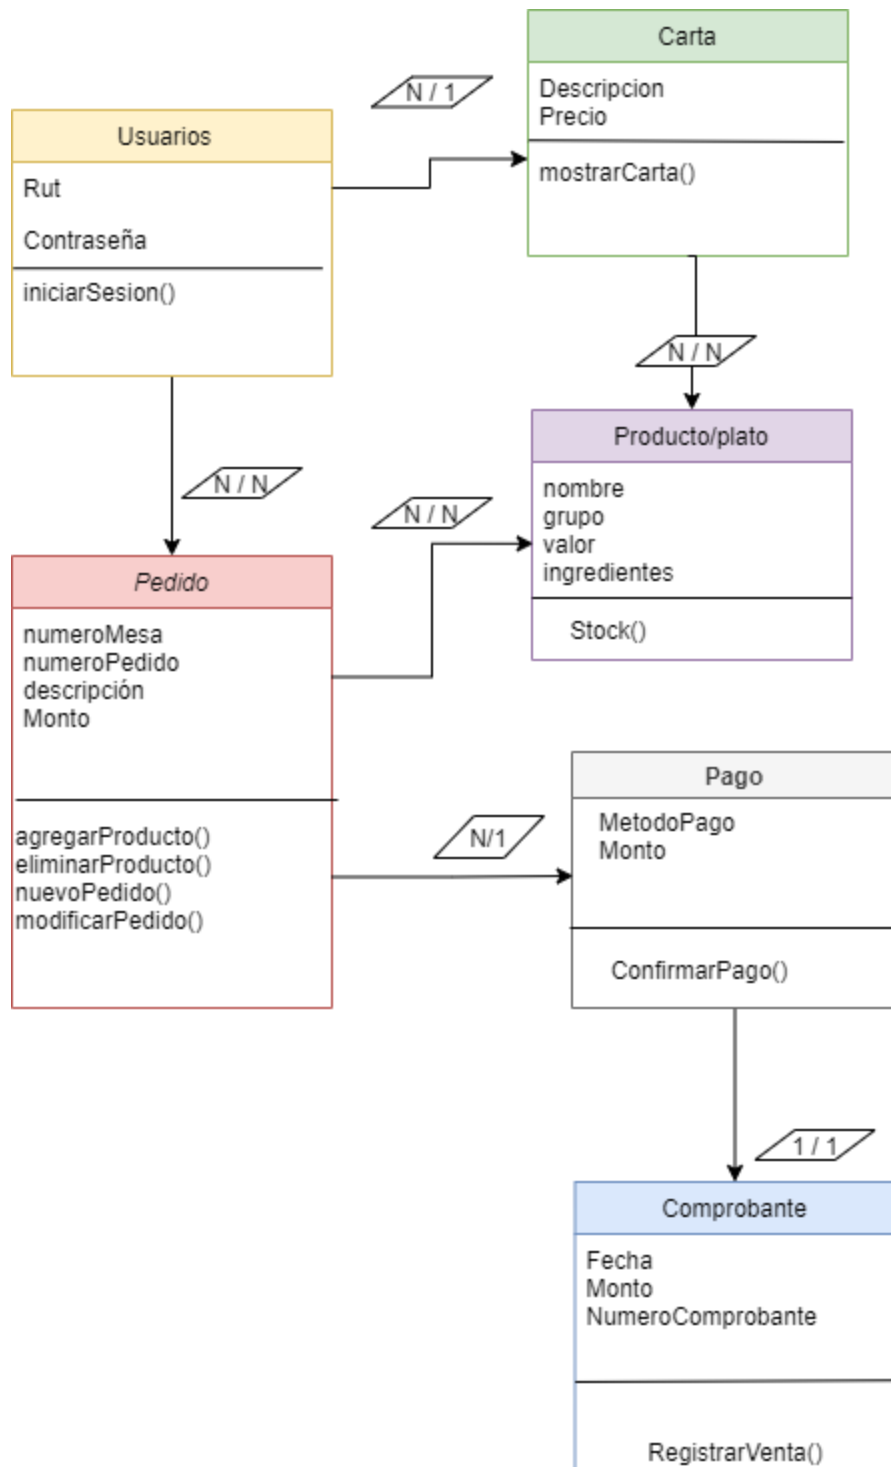 Carta
Descripcion
Precio
mostrarCarta()
N / 1
Usuarios
Rut
Contraseña
iniciarSesion()
N / N
Producto/plato
nombre
grupo
valor
ingredientes
Stock()
N / N
N / N
Pedido
numeroMesa
numeroPedido
descripción
Monto
agregarProducto()
eliminarProducto()
nuevoPedido()
modificarPedido()
N/1
Pago
MetodoPago
Monto
ConfirmarPago()
1 / 1
Comprobante
Fecha
Monto
NumeroComprobante
RegistrarVenta()